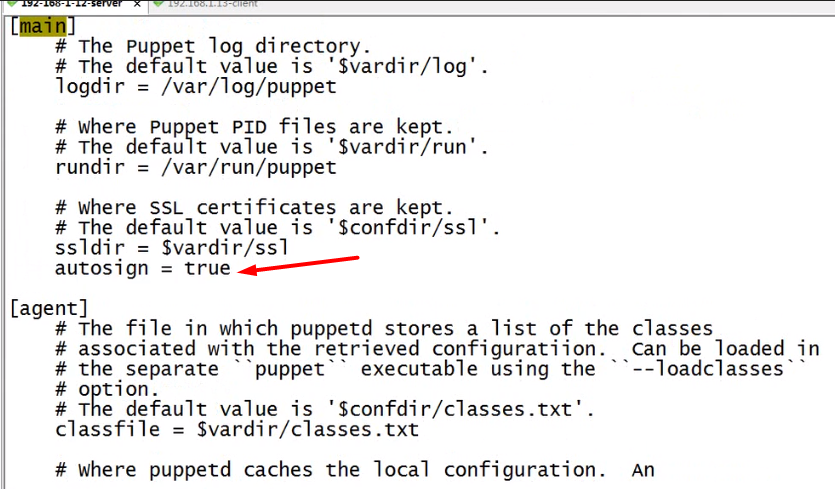 192-168-1-12-server × 192.168.1.13-client
[main]
# The Puppet log directory.
# The default value is '$vardir/log'.
logdir = /var/log/puppet
# Where Puppet PID files are kept.
# The default value is '$vardir/run'.
rundir = /var/run/puppet
# Where SSL certificates are kept.
# The default value is '$confdir/ssl'.
ssldir = $vardir/ssl
autosign = true
[agent]
# The file in which puppetd stores a list of the classes
# associated with the retrieved configuratiion.  Can be loaded in
# the separate ``puppet`` executable using the ``--loadclasses``
# option.
# The default value is '$confdir/classes.txt'.
classfile = $vardir/classes.txt
# Where puppetd caches the local configuration.  An